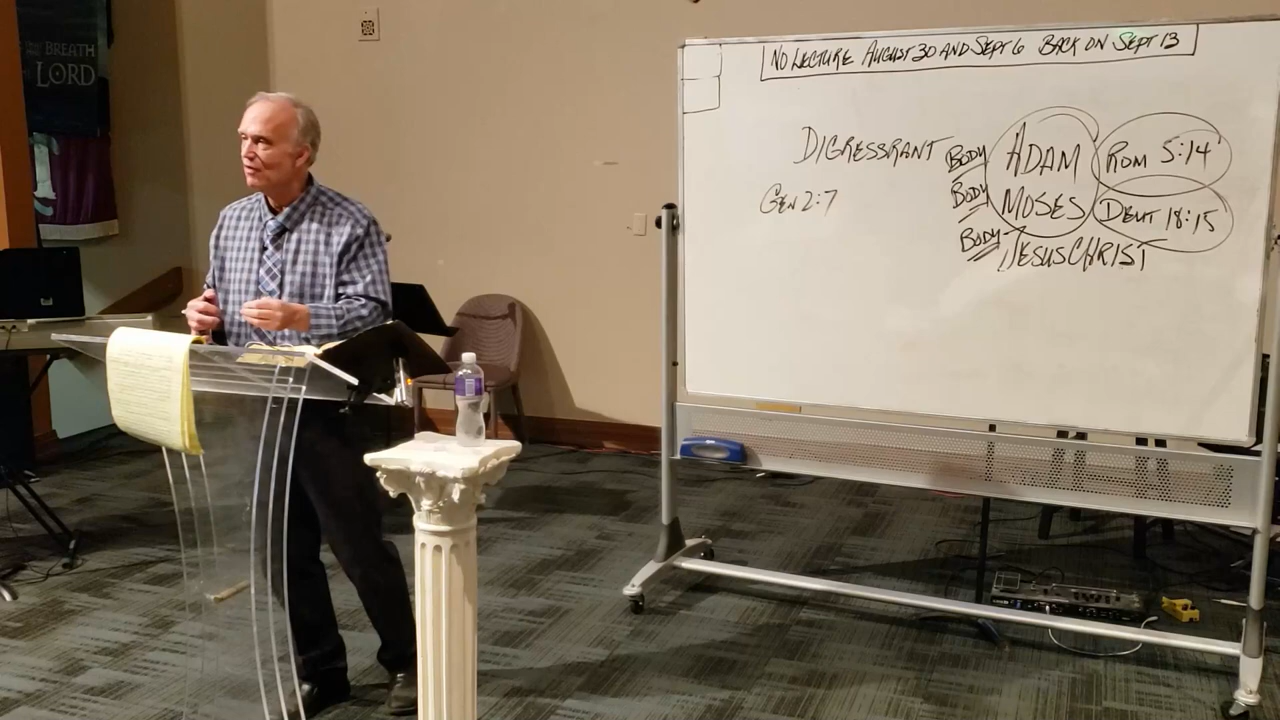 BREATH
LORD
NO LECTURE AUGUST 30 AND SEPT 6 BACK ON SEPT 13
DIGRESSRANT
GEN 2:7
BODY ADAM ROM 5:14
BODY MOSES DEUT 18:15
BODY JESUS CHRIST